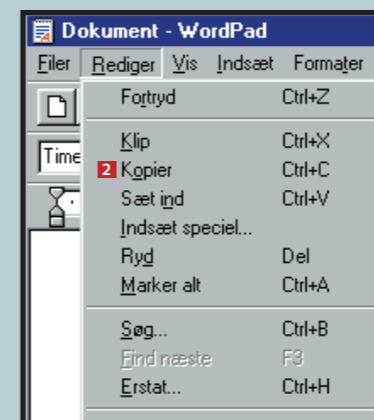 Dokument - WordPad
Filer Rediger Vis Indsæt Formater
Fortryd Ctrl+Z
Klip Ctrl+X
Time
2 Kopier Ctrl+C
Sæt ind Ctrl+V
Indsæt speciel...
Ryd Del
Marker alt Ctrl+A
Søg... Ctrl+B
Find næste F3
Erstat... Ctrl+H